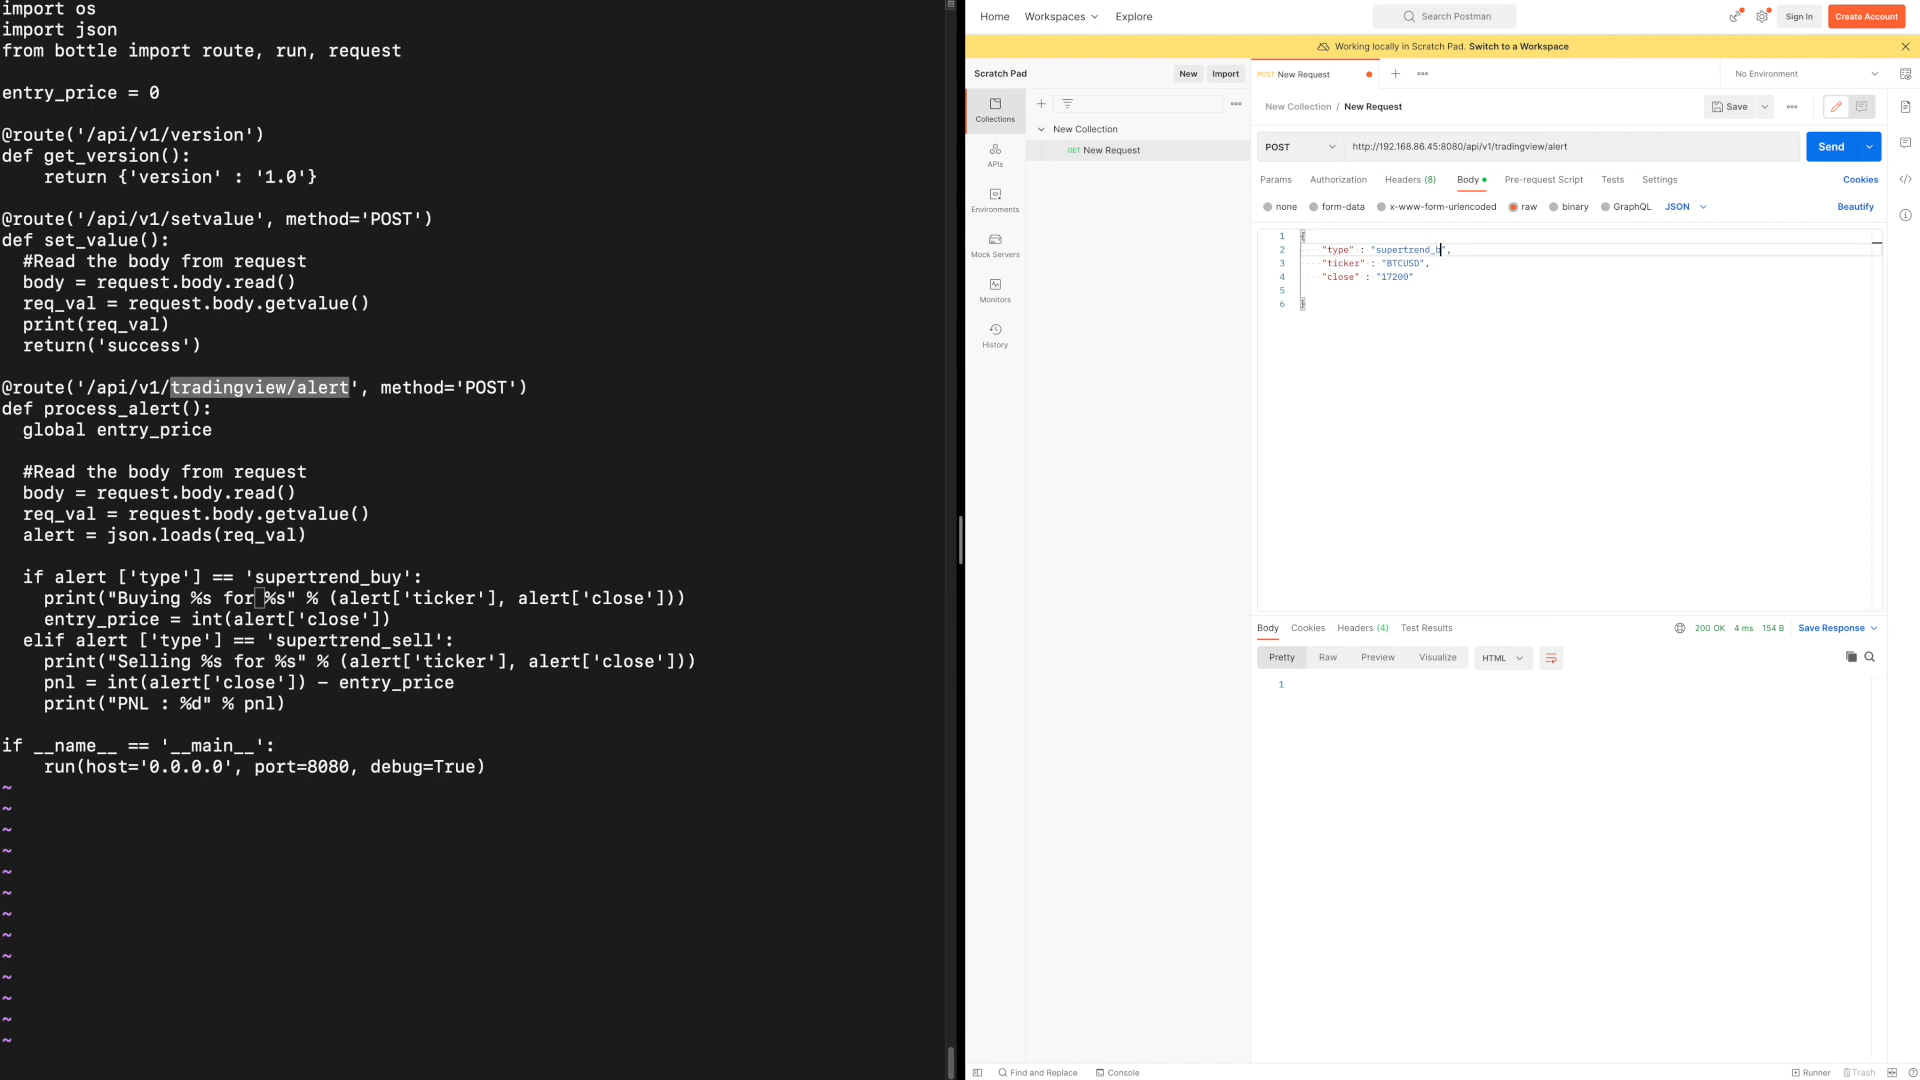 import os
import json
from bottle import route, run, request
entry_price = 0
@route('/api/v1/version')
def get_version():
    return {'version' : '1.0'}
@route('/api/v1/setvalue', method='POST')
def set_value():
  #Read the body from request
  body = request.body.read()
  req_val = request.body.getvalue()
  print(req_val)
  return('success')
@route('/api/v1/tradingview/alert', method='POST')
def process_alert():
  global entry_price
  #Read the body from request
  body = request.body.read()
  req_val = request.body.getvalue()
  alert = json.loads(req_val)
  if alert ['type'] == 'supertrend_buy':
    print("Buying %s for %s" % (alert['ticker'], alert['close']))
    entry_price = int(alert['close'])
  elif alert ['type'] == 'supertrend_sell':
    print("Selling %s for %s" % (alert['ticker'], alert['close']))
    pnl = int(alert['close']) - entry_price
    print("PNL : %d" % pnl)
if __name__ == '__main__':
    run(host='0.0.0.0', port=8080, debug=True)
~
~
~
~
~
~
~
~
~
~
~
~
~
Home Workspaces Explore Search Postman Sign In Create Account
Working locally in Scratch Pad. Switch to a Workspace
Scratch Pad New Import POST New Request No Environment
Collections
APIs
Environments
Mock Servers
Monitors
History
New Collection
GET New Request
New Collection / New Request Save
POST http://192.168.86.45:8080/api/v1/tradingview/alert Send
Params Authorization Headers (8) Body Pre-request Script Tests Settings Cookies
none form-data x-www-form-urlencoded raw binary GraphQL JSON Beautify
1 {
2 "type" : "supertrend_b",
3 "ticker" : "BTCUSD",
4 "close" : "17200"
5
6 }
Body Cookies Headers (4) Test Results 200 OK 4 ms 154 B Save Response
Pretty Raw Preview Visualize HTML
1
Find and Replace Console Runner Trash